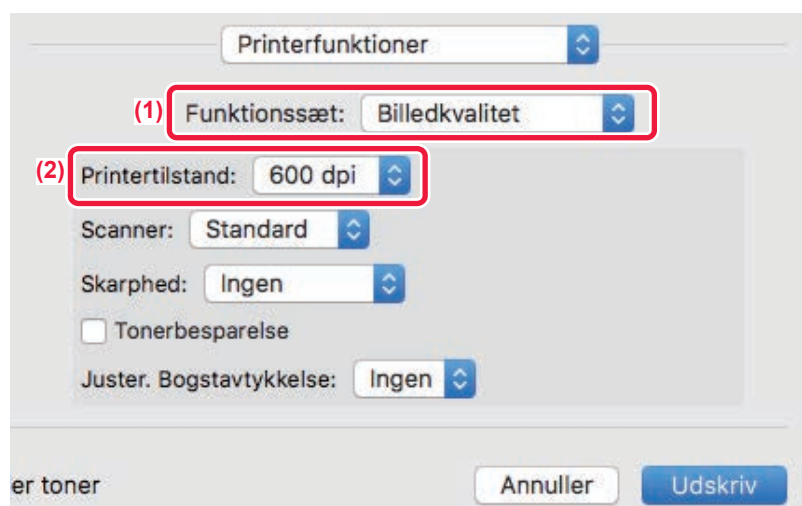 Printerfunktioner
(1) Funktionssæt: Billedkvalitet
(2) Printertilstand: 600 dpi
Scanner: Standard
Skarphed: Ingen
Tonerbesparelse
Juster. Bogstavtykkelse: Ingen
er toner Annuller Udskriv